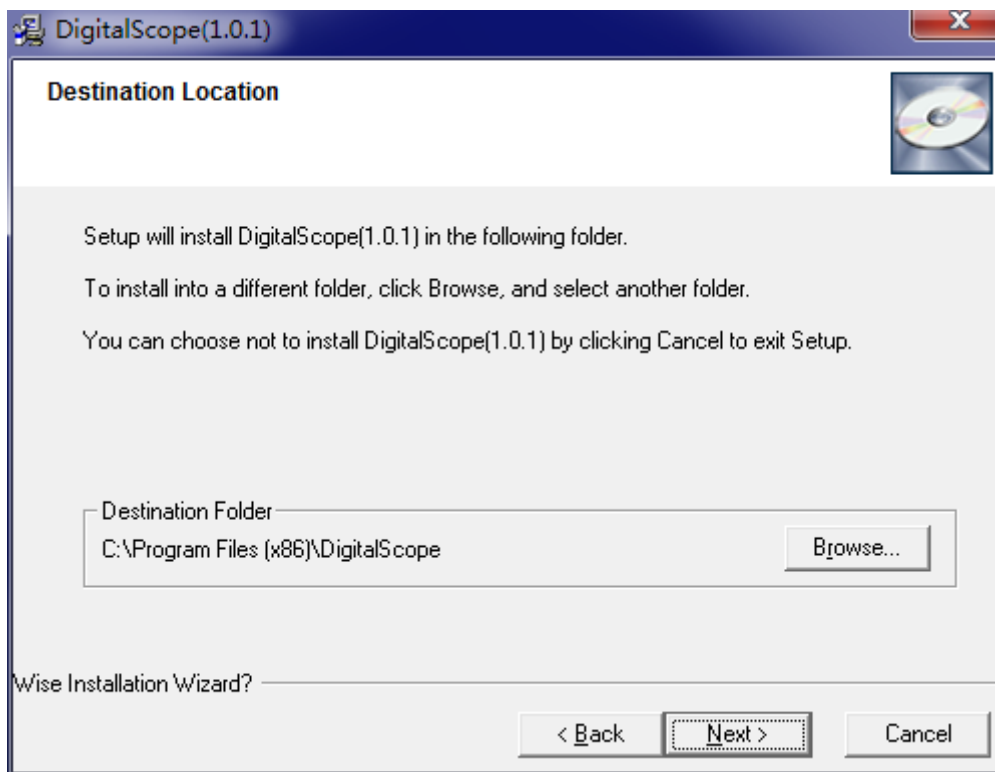 DigitalScope(1.0.1)
X
Destination Location
Setup will install DigitalScope(1.0.1) in the following folder.
To install into a different folder, click Browse, and select another folder.
You can choose not to install DigitalScope(1.0.1) by clicking Cancel to exit Setup.
Destination Folder
C:\Program Files (x86)\DigitalScope
Browse...
Wise Installation Wizard?
< Back
Next >
Cancel